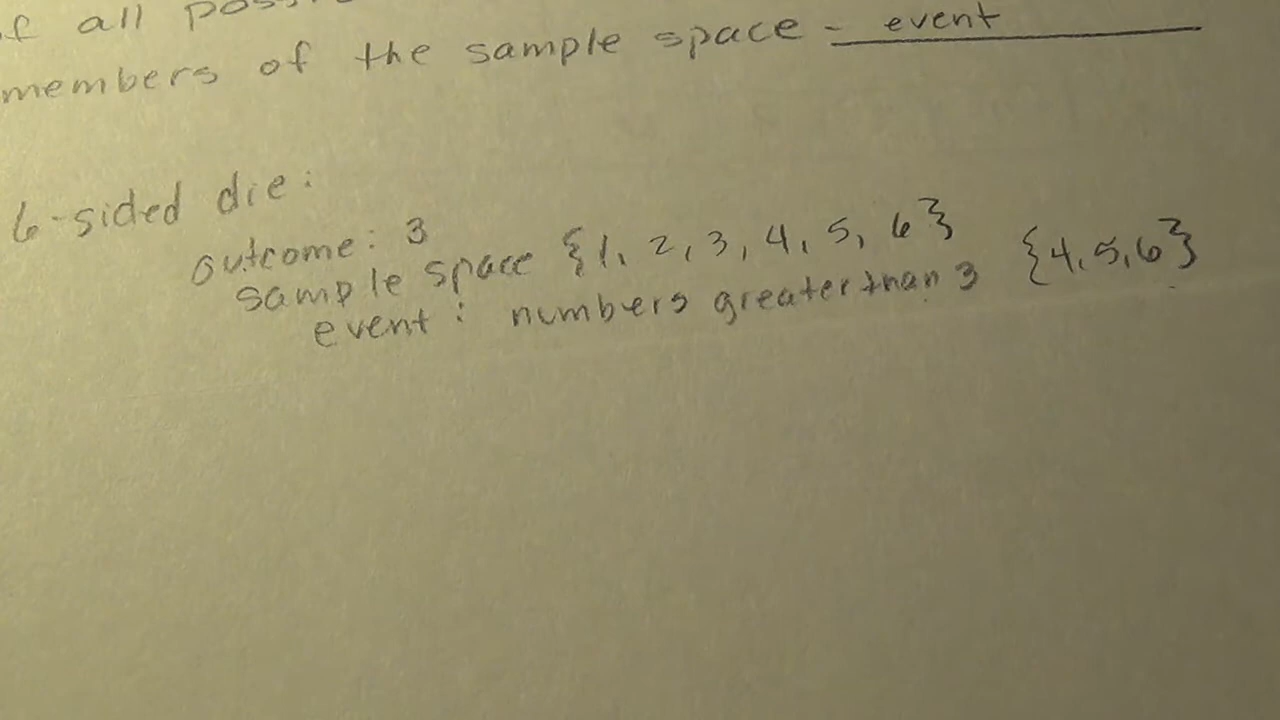 of all
members of the sample space - event
6-sided die:
outcome: 3
sample space {1, 2, 3, 4, 5, 6}
event: numbers greater than 3 {4,5,6}